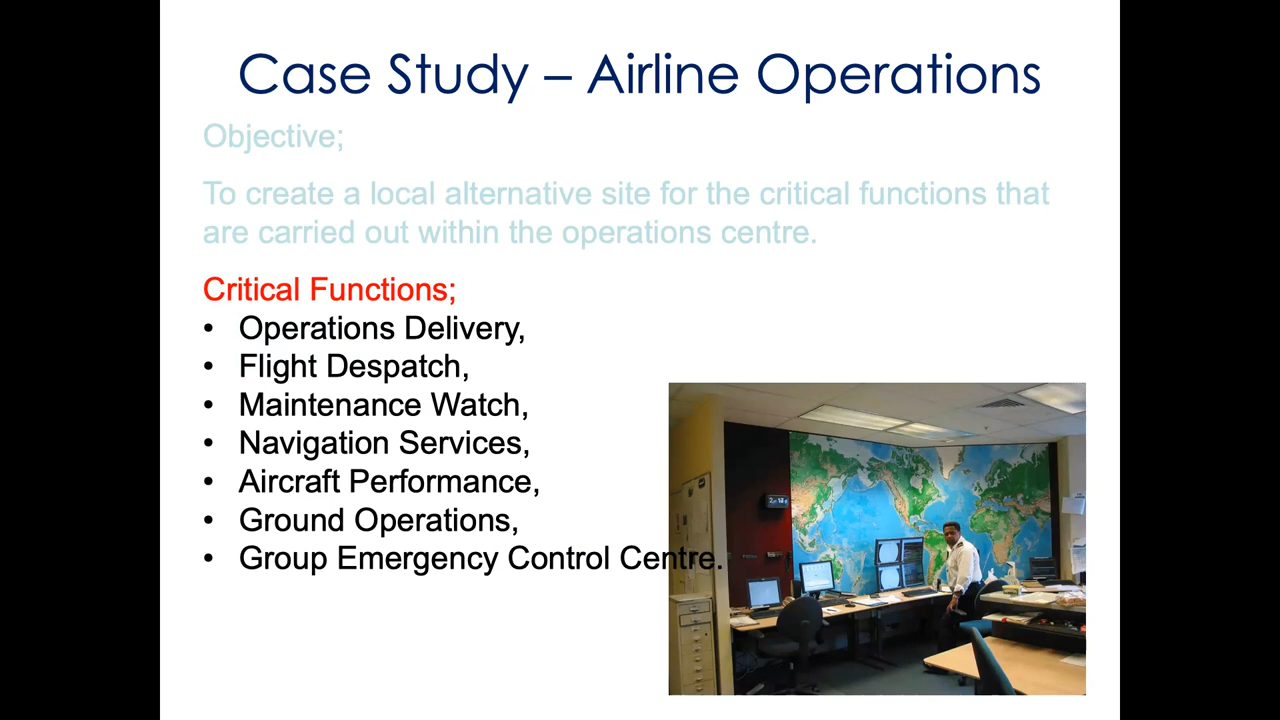 Case Study – Airline Operations
Objective;
To create a local alternative site for the critical functions that
are carried out within the operations centre.
Critical Functions;
• Operations Delivery,
• Flight Despatch,
• Maintenance Watch,
• Navigation Services,
• Aircraft Performance,
• Ground Operations,
• Group Emergency Control Centre.